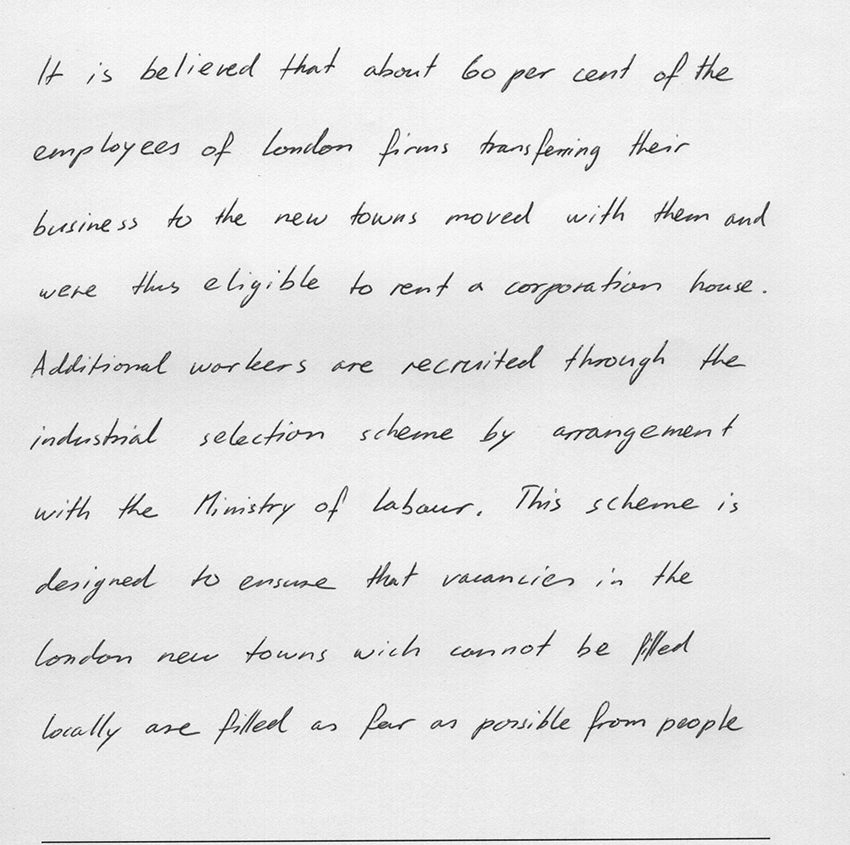 It is believed that about 60 per cent of the
employees of London firms transferring their
business to the new towns moved with them and
were thus eligible to rent a corporation house.
Additional workers are recruited through the
industrial selection scheme by arrangement
with the Ministry of Labour. This scheme is
designed to ensure that vacancies in the
London new towns wich cannot be filled
locally are filled as far as possible from people